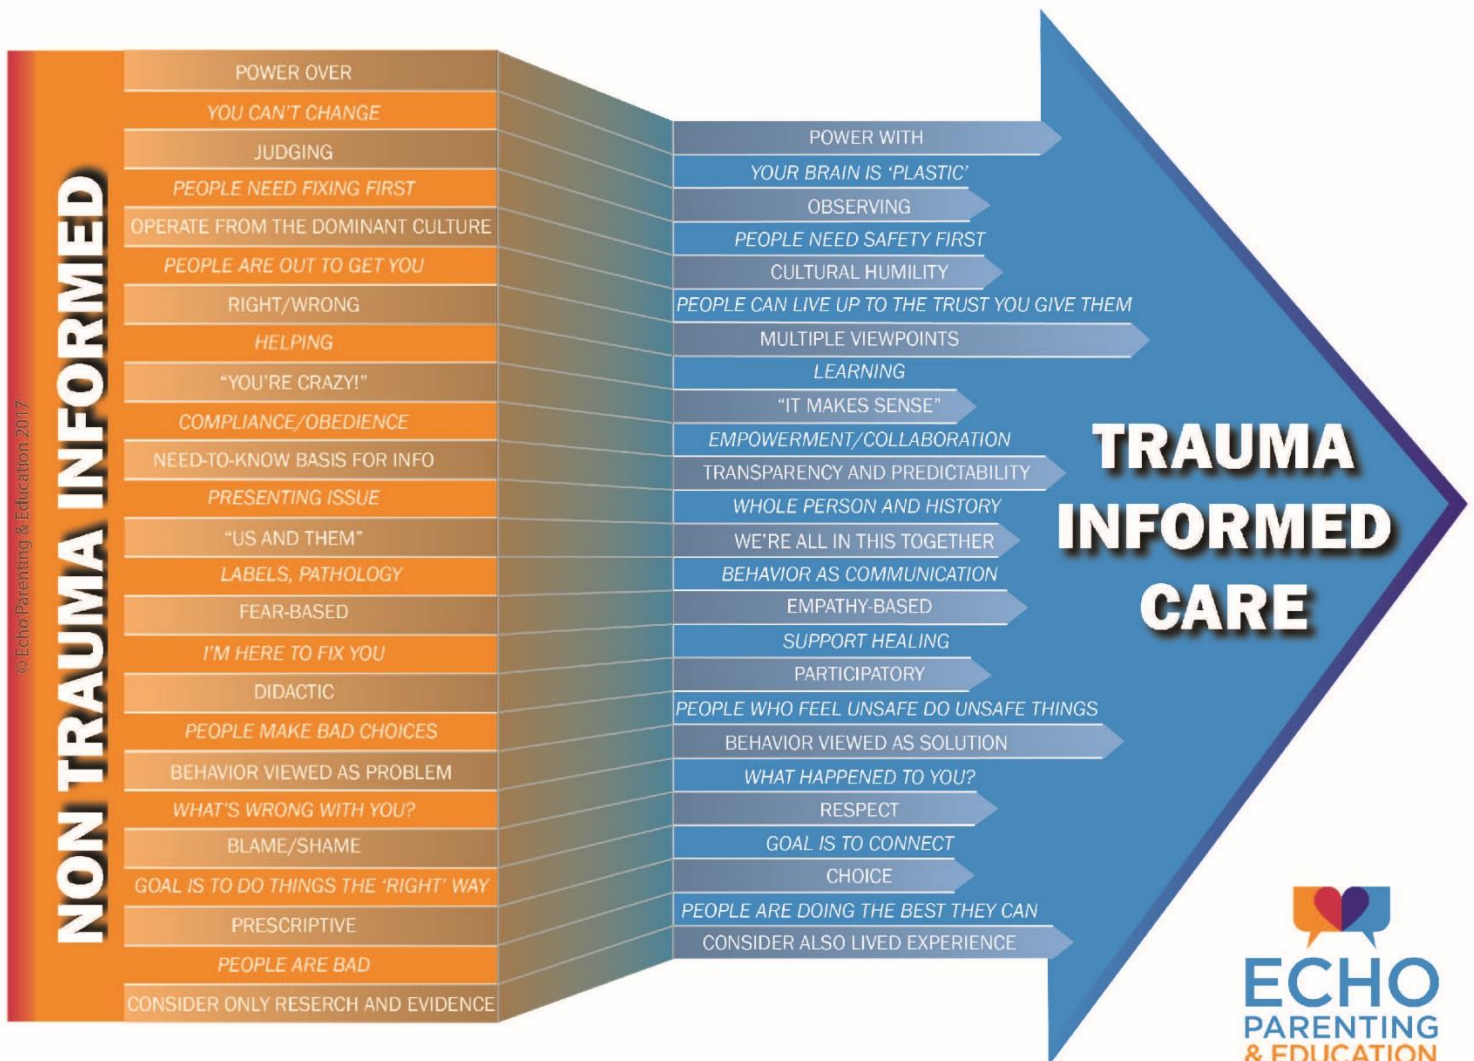 NON TRAUMA INFORMED
© Echo Parenting & Education 2017
POWER OVER
YOU CAN'T CHANGE
JUDGING
PEOPLE NEED FIXING FIRST
OPERATE FROM THE DOMINANT CULTURE
PEOPLE ARE OUT TO GET YOU
RIGHT/WRONG
HELPING
“YOU'RE CRAZY!”
COMPLIANCE/OBEDIENCE
NEED-TO-KNOW BASIS FOR INFO
PRESENTING ISSUE
“US AND THEM”
LABELS, PATHOLOGY
FEAR-BASED
I'M HERE TO FIX YOU
DIDACTIC
PEOPLE MAKE BAD CHOICES
BEHAVIOR VIEWED AS PROBLEM
WHAT'S WRONG WITH YOU?
BLAME/SHAME
GOAL IS TO DO THINGS THE ‘RIGHT’ WAY
PRESCRIPTIVE
PEOPLE ARE BAD
CONSIDER ONLY RESERCH AND EVIDENCE
POWER WITH
YOUR BRAIN IS ‘PLASTIC’
OBSERVING
PEOPLE NEED SAFETY FIRST
CULTURAL HUMILITY
PEOPLE CAN LIVE UP TO THE TRUST YOU GIVE THEM
MULTIPLE VIEWPOINTS
LEARNING
“IT MAKES SENSE”
EMPOWERMENT/COLLABORATION
TRANSPARENCY AND PREDICTABILITY
WHOLE PERSON AND HISTORY
WE'RE ALL IN THIS TOGETHER
BEHAVIOR AS COMMUNICATION
EMPATHY-BASED
SUPPORT HEALING
PARTICIPATORY
PEOPLE WHO FEEL UNSAFE DO UNSAFE THINGS
BEHAVIOR VIEWED AS SOLUTION
WHAT HAPPENED TO YOU?
RESPECT
GOAL IS TO CONNECT
CHOICE
PEOPLE ARE DOING THE BEST THEY CAN
CONSIDER ALSO LIVED EXPERIENCE
TRAUMA
INFORMED
CARE
ECHO
PARENTING
& EDUCATION